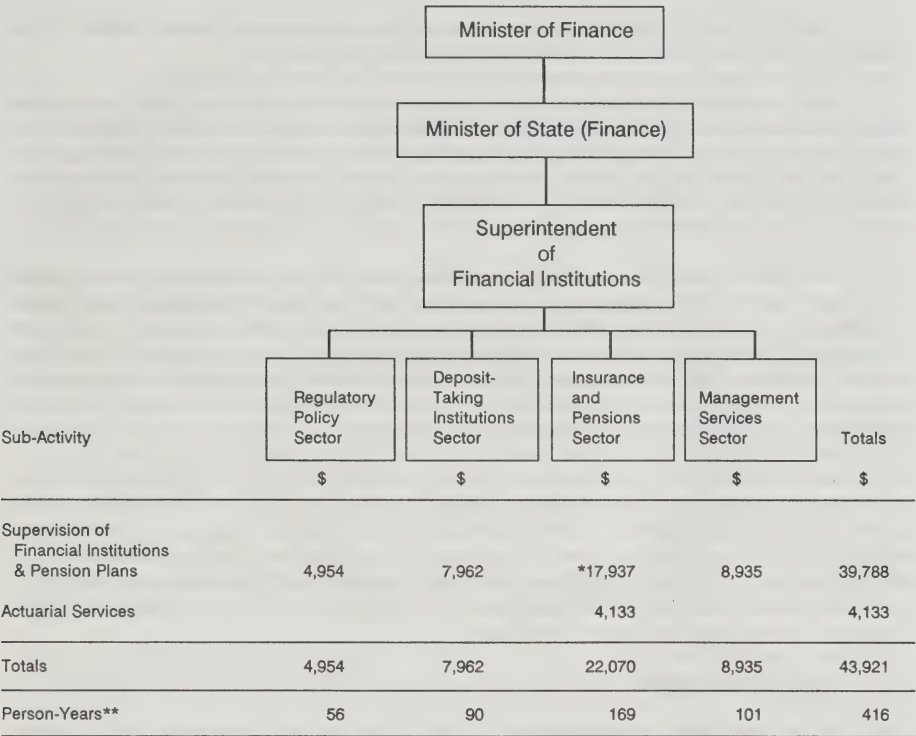 Minister of Finance
Minister of State (Finance)
Superintendent
of
Financial Institutions
Sub-Activity
Regulatory
Policy
Sector
Deposit-
Taking
Institutions
Sector
Insurance
and
Pensions
Sector
Management
Services
Sector
Totals
$ $ $ $ $
Supervision of
Financial Institutions
& Pension Plans 4,954 7,962 *17,937 8,935 39,788
Actuarial Services 4,133 4,133
Totals 4,954 7,962 22,070 8,935 43,921
Person-Years** 56 90 169 101 416